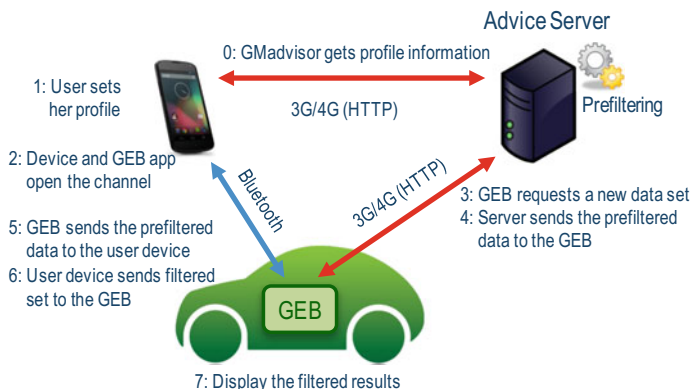 Advice Server
0: GMadvisor gets profile information
1: User sets
her profile
3G/4G (HTTP)
Prefiltering
2: Device and GEB app
open the channel
Bluetooth
3G/4G (HTTP)
3: GEB requests a new data set
4: Server sends the prefiltered
data to the GEB
5: GEB sends the prefiltered
data to the user device
6: User device sends filtered
set to the GEB
GEB
7: Display the filtered results